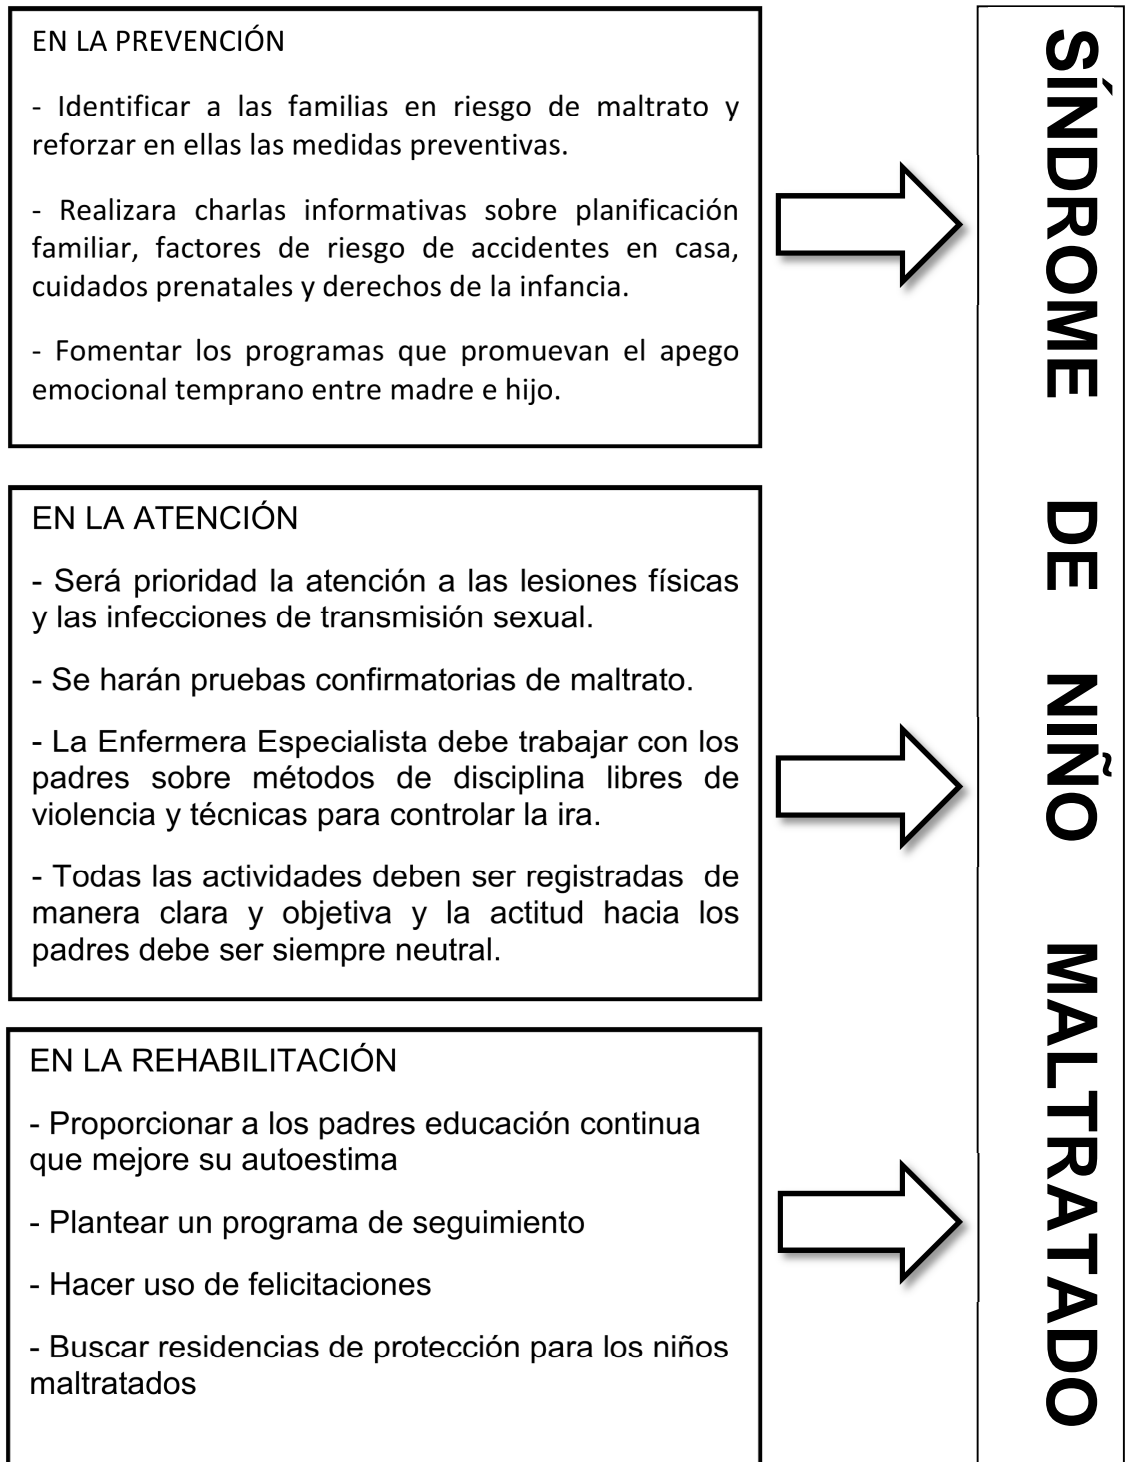 EN LA PREVENCIÓN
- Identificar a las familias en riesgo de maltrato y
reforzar en ellas las medidas preventivas.
- Realizara charlas informativas sobre planificación
familiar, factores de riesgo de accidentes en casa,
cuidados prenatales y derechos de la infancia.
- Fomentar los programas que promuevan el apego
emocional temprano entre madre e hijo.
EN LA ATENCIÓN
- Será prioridad la atención a las lesiones físicas
y las infecciones de transmisión sexual.
- Se harán pruebas confirmatorias de maltrato.
- La Enfermera Especialista debe trabajar con los
padres sobre métodos de disciplina libres de
violencia y técnicas para controlar la ira.
- Todas las actividades deben ser registradas de
manera clara y objetiva y la actitud hacia los
padres debe ser siempre neutral.
EN LA REHABILITACIÓN
- Proporcionar a los padres educación continua
que mejore su autoestima
- Plantear un programa de seguimiento
- Hacer uso de felicitaciones
- Buscar residencias de protección para los niños
maltratados
SÍNDROME DE NIÑO MALTRATADO